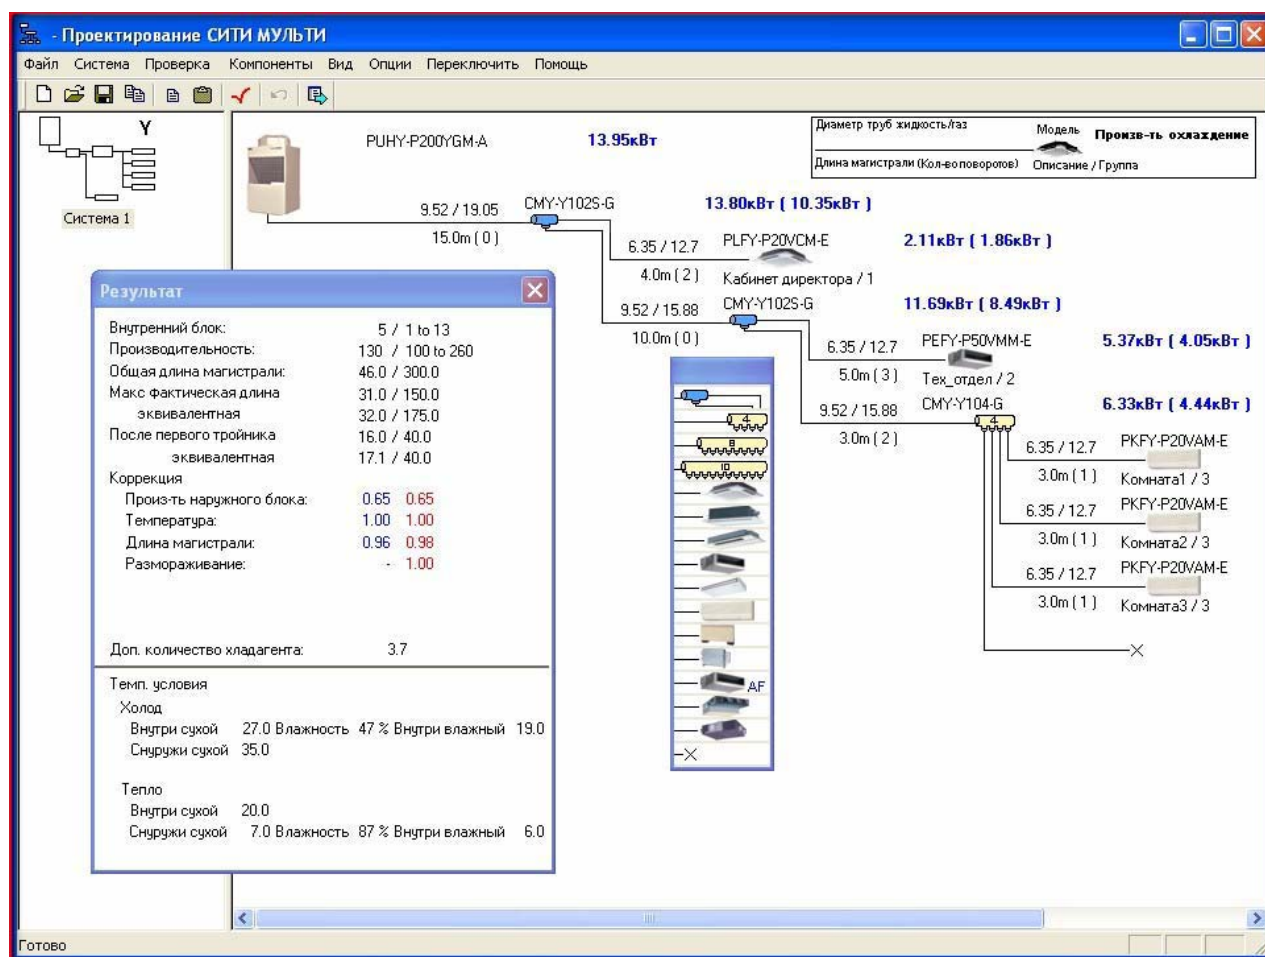 - Проектирование СИТИ МУЛЬТИ
Файл Система Проверка Компоненты Вид Опции Переключить Помощь
Y
Система 1
PUHY-P200YGM-A 13.95кВт
Диаметр труб жидкость/газ
Модель
Произв-ть охлаждение
Длина магистрали (Кол-во поворотов)
Описание / Группа
9.52 / 19.05
15.0m ( 0 )
CMY-Y102S-G
13.80кВт ( 10.35кВт )
6.35 / 12.7
4.0m ( 2 )
PLFY-P20VCM-E
2.11кВт ( 1.86кВт )
Кабинет директора / 1
9.52 / 15.88
10.0m ( 0 )
CMY-Y102S-G
11.69кВт ( 8.49кВт )
6.35 / 12.7
5.0m ( 3 )
PEFY-P50VMM-E
5.37кВт ( 4.05кВт )
Тех_отдел / 2
9.52 / 15.88
3.0m ( 2 )
CMY-Y104-G
6.33кВт ( 4.44кВт )
4
6.35 / 12.7
3.0m ( 1 )
PKFY-P20VAM-E
Комната1 / 3
6.35 / 12.7
3.0m ( 1 )
PKFY-P20VAM-E
Комната2 / 3
6.35 / 12.7
3.0m ( 1 )
PKFY-P20VAM-E
Комната3 / 3
Результат
Внутренний блок: 5 / 1 to 13
Производительность: 130 / 100 to 260
Общая длина магистрали: 46.0 / 300.0
Макс фактическая длина 31.0 / 150.0
эквивалентная 32.0 / 175.0
После первого тройника 16.0 / 40.0
эквивалентная 17.1 / 40.0
Коррекция
Произ-ть наружного блока: 0.65 0.65
Температура: 1.00 1.00
Длина магистрали: 0.96 0.98
Размораживание: - 1.00
Доп. количество хладагента: 3.7
Темп. условия
Холод
Внутри сухой 27.0 Влажность 47 % Внутри влажный 19.0
Снуружи сухой 35.0
Тепло
Внутри сухой 20.0
Снуружи сухой 7.0 Влажность 87 % Внутри влажный 6.0
4
8
10
AF
Готово